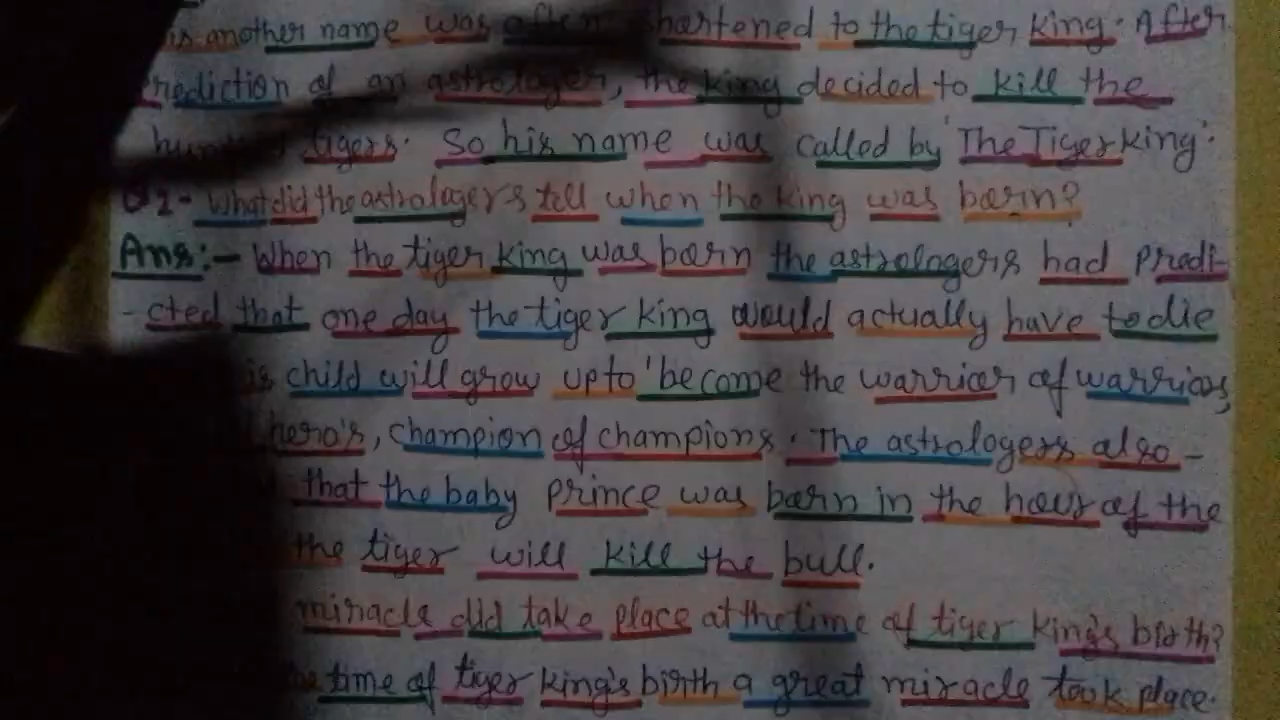 another name was often shortened to the tiger king. After
prediction of an astrologer, the king decided to kill the
tigers. So his name was called by 'The Tiger king'.
Q2- What did the astrologers tell when the king was born?
Ans:- When the tiger king was born the astrologers had predi-
-cted that one day the tiger king would actually have to die
child will grow up to 'become the warrior of warriors,
hero's, champion of champions. The astrologers also -
that the baby prince was born in the hour of the
the tiger will kill the bull.
miracle did take place at the time of tiger king's birth?
time of tiger king's birth a great miracle took place.